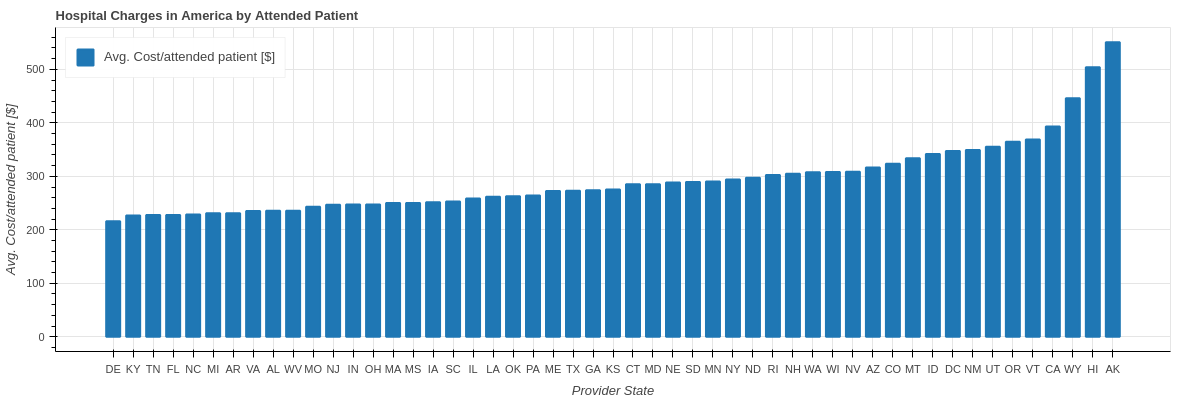 Hospital Charges in America by Attended Patient
Avg. Cost/attended patient [$]
Avg. Cost/attended patient [$]
500
400
300
200
100
0
DE KY TN FL NC MI AR VA AL WV MO NJ IN OH MA MS IA SC IL LA OK PA ME TX GA KS CT MD NE SD MN NY ND RI NH WA WI NV AZ CO MT ID DC NM UT OR VT CA WY HI AK
Provider State